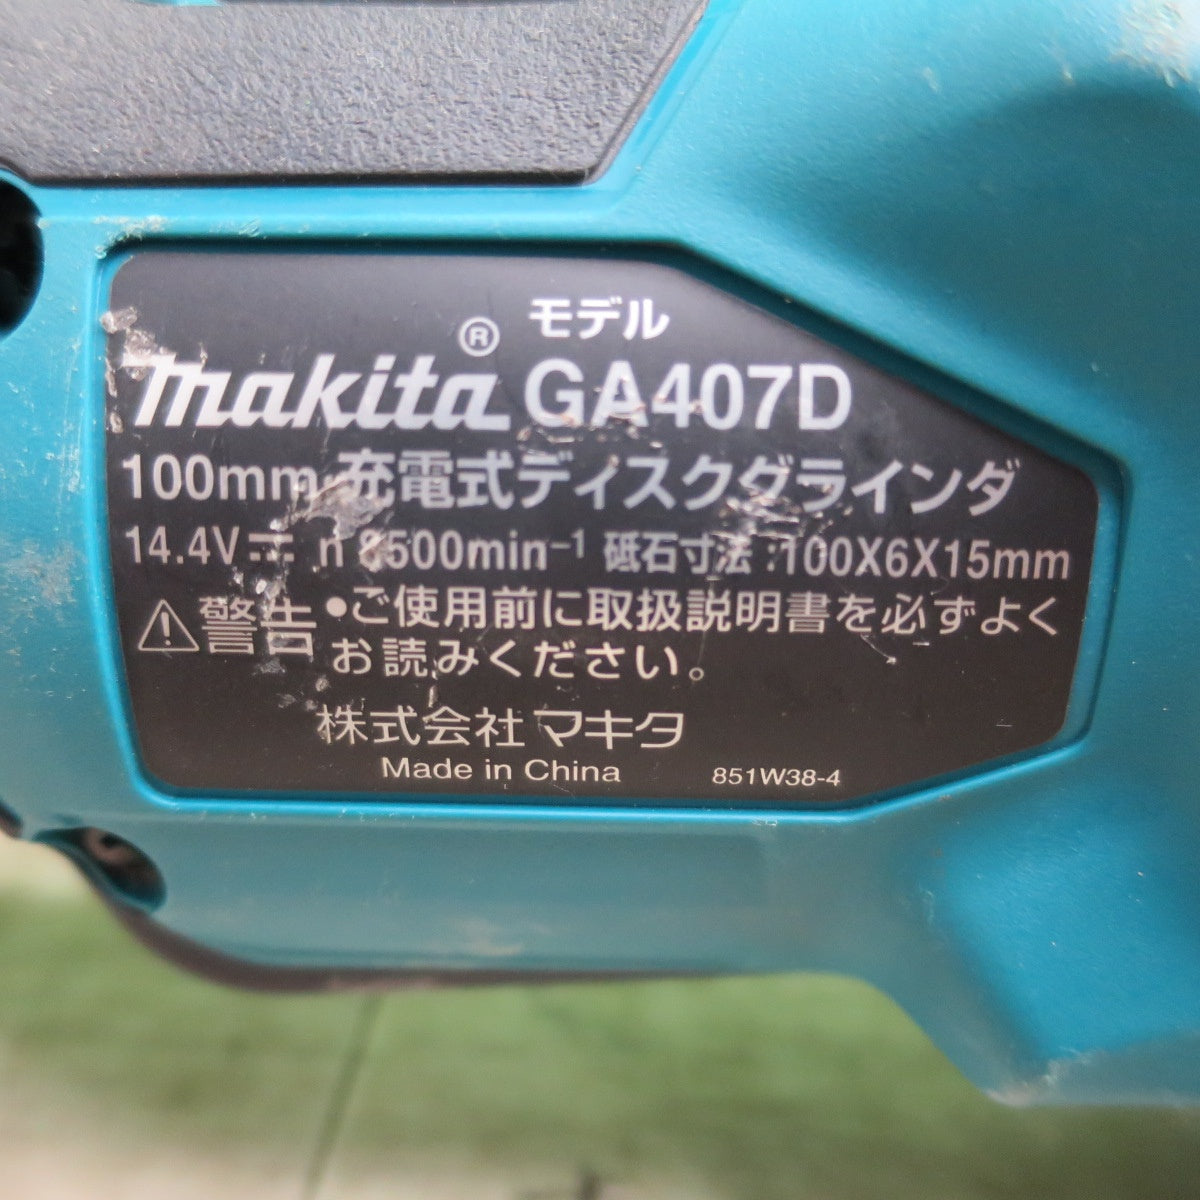 モデル
makita® GA407D
100mm 充電式ディスクグラインダ
14.4V⎓ n 8500min⁻¹ 砥石寸法:100X6X15mm
⚠警告 ●ご使用前に取扱説明書を必ずよく
お読みください。
株式会社マキタ
Made in China 851W38-4